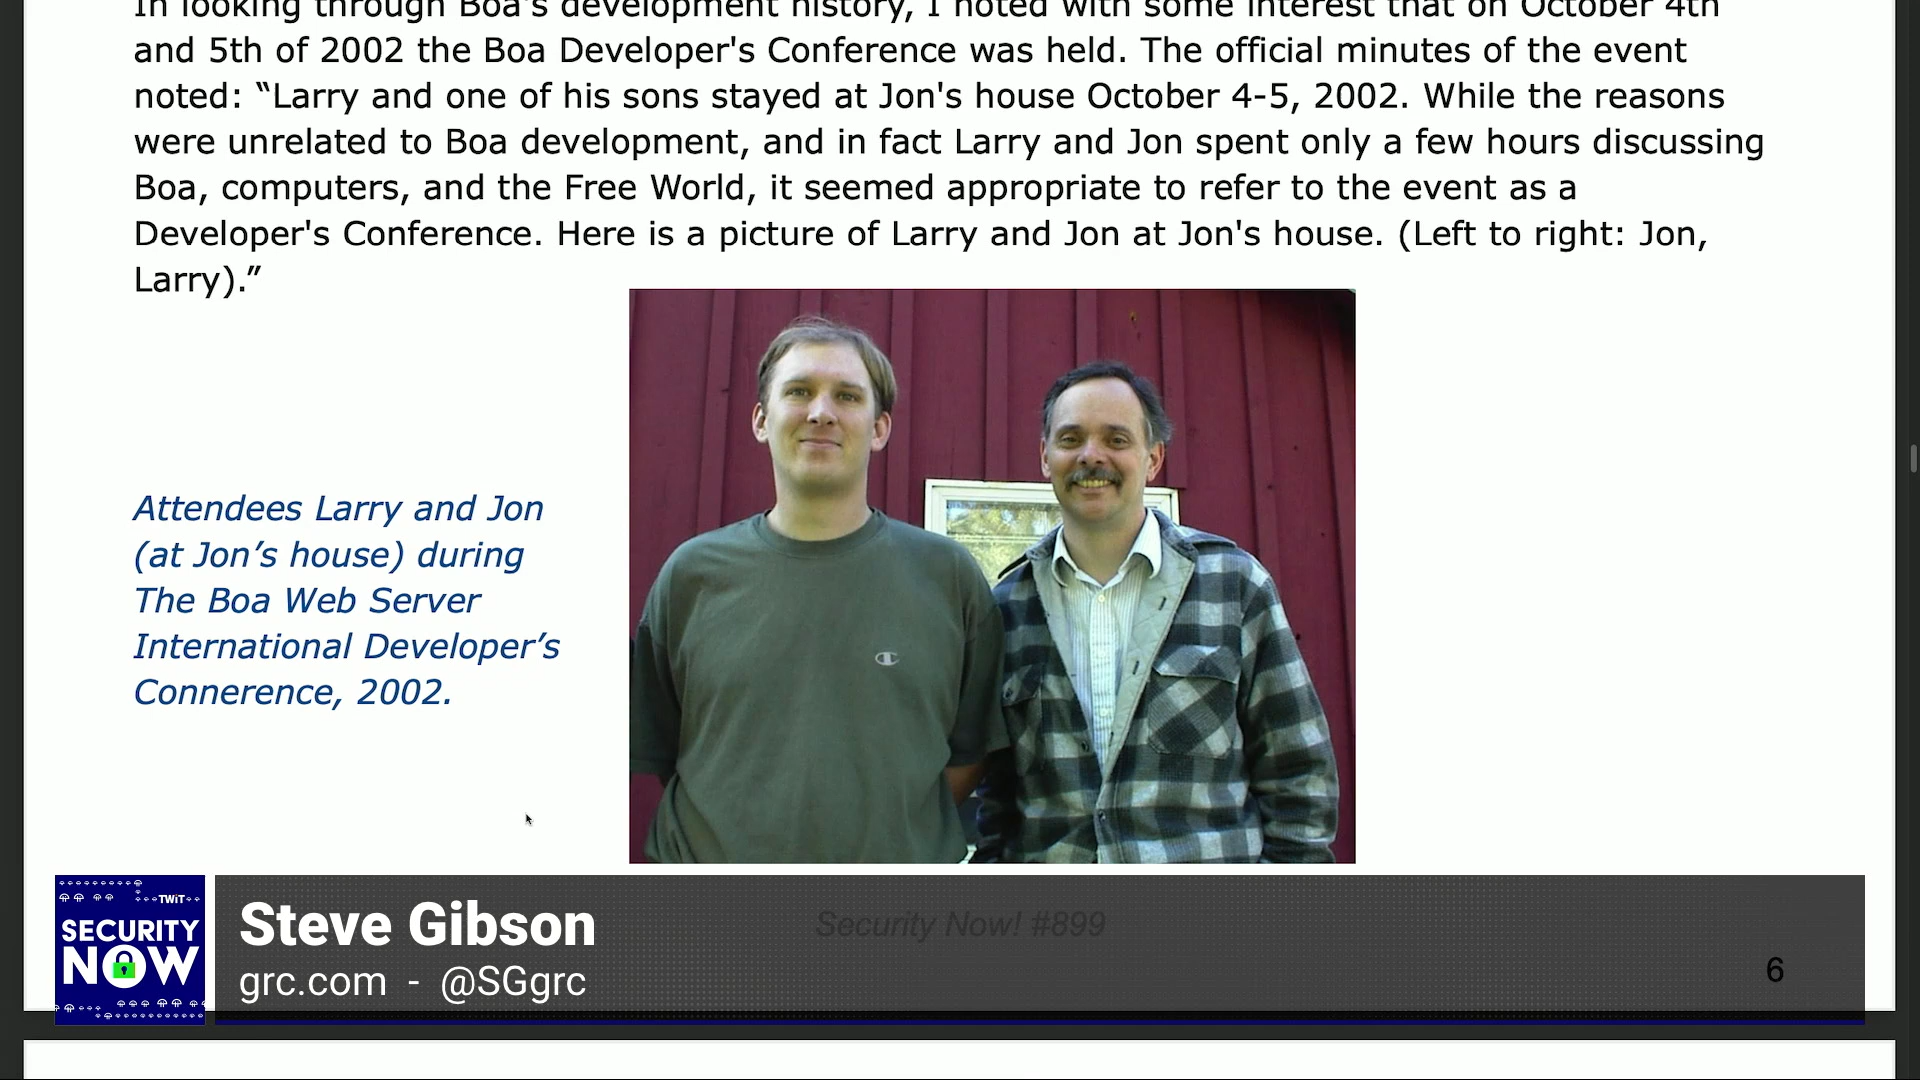 In looking through Boa's development history, I noted with some interest that on October 4th
and 5th of 2002 the Boa Developer's Conference was held. The official minutes of the event
noted: “Larry and one of his sons stayed at Jon's house October 4-5, 2002. While the reasons
were unrelated to Boa development, and in fact Larry and Jon spent only a few hours discussing
Boa, computers, and the Free World, it seemed appropriate to refer to the event as a
Developer's Conference. Here is a picture of Larry and Jon at Jon's house. (Left to right: Jon,
Larry).”
Attendees Larry and Jon
(at Jon’s house) during
The Boa Web Server
International Developer’s
Connerence, 2002.
TWiT
SECURITY
NOW
Steve Gibson
grc.com - @SGgrc
Security Now! #899
6